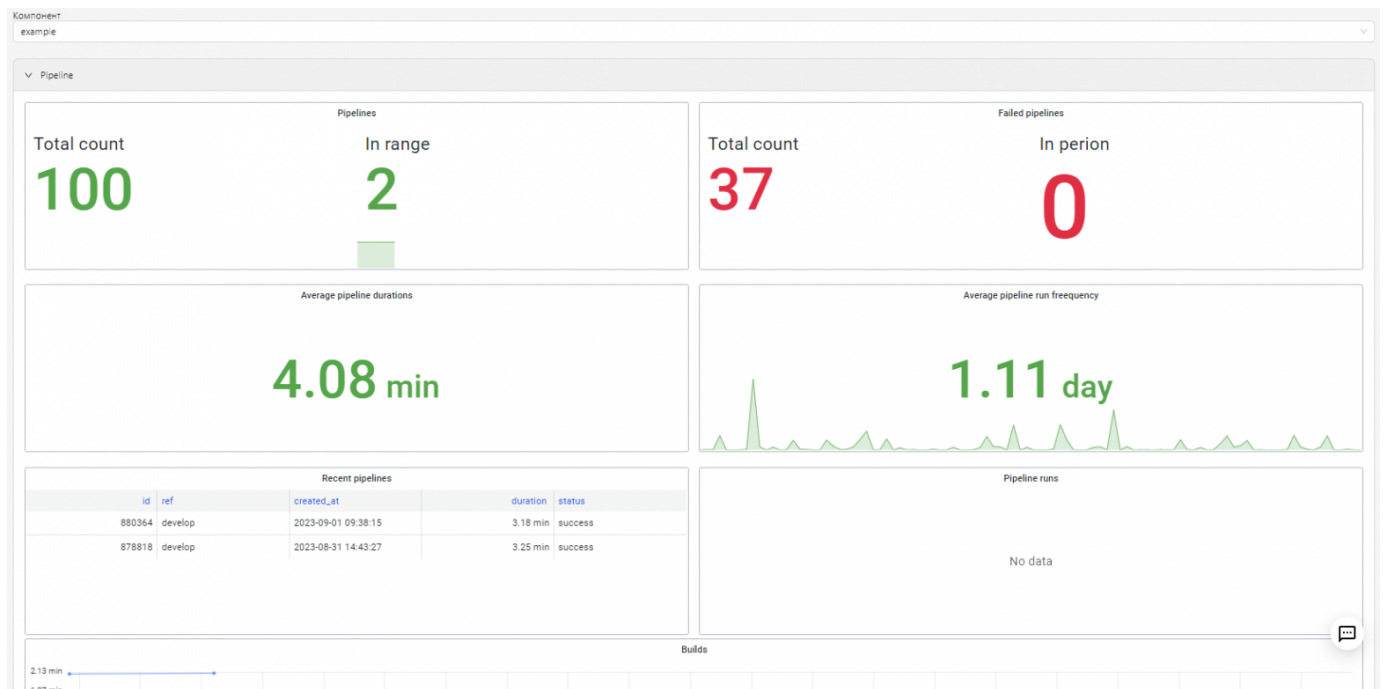 Компонент
example
Pipeline
Pipelines
Total count
In range
100
2
Failed pipelines
Total count
In perion
37
0
Average pipeline durations
4.08 min
Average pipeline run freequency
1.11 day
Recent pipelines
id ref created_at duration status
880364 develop 2023-09-01 09:38:15 3.18 min success
878818 develop 2023-08-31 14:43:27 3.25 min success
Pipeline runs
No data
Builds
2.13 min